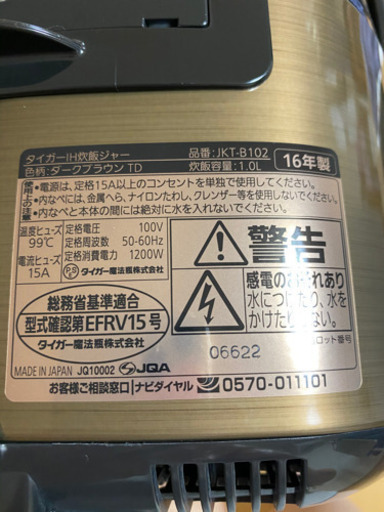 タイガーIH炊飯ジャー 品番:JKT-B102
色柄:ダークブラウン TD 炊飯容量:1.0L
16年製
使用上の注意
●電源は、定格15A以上のコンセントを単独で使用してください。
●内なべには、金属へら、ナイロンたわし、クレンザー等を使用しないでください。
●内なべと本体の間には絶対に水を入れないでください。
温度ヒューズ 99℃
電流ヒューズ 15A
定格電圧 100V
定格周波数 50-60Hz
定格消費電力 1200W
PSE タイガー魔法瓶株式会社
警告
感電のおそれあり
水につけたり、水を
かけたりしない。
総務省基準適合
型式確認第EFRV15号
タイガー魔法瓶株式会社
06622
ロット番号
MADE IN JAPAN JQ10002 JQA
お客様ご相談窓口 ナビダイヤル 0570-011101